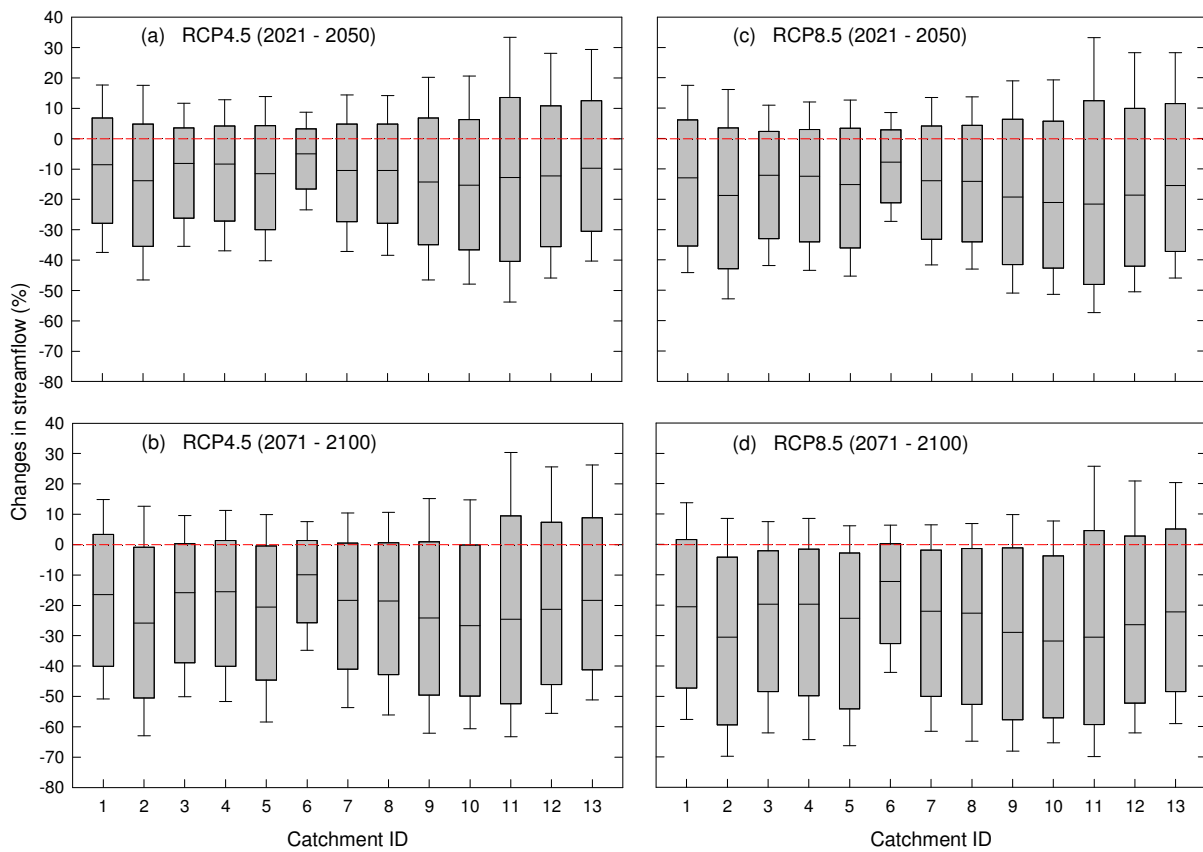 Changes in streamflow (%)
(a) RCP4.5 (2021 - 2050)
40
30
20
10
0
-10
-20
-30
-40
-50
-60
-70
-80
(c) RCP8.5 (2021 - 2050)
(b) RCP4.5 (2071 - 2100)
40
30
20
10
0
-10
-20
-30
-40
-50
-60
-70
-80
1 2 3 4 5 6 7 8 9 10 11 12 13
Catchment ID
(d) RCP8.5 (2071 - 2100)
1 2 3 4 5 6 7 8 9 10 11 12 13
Catchment ID